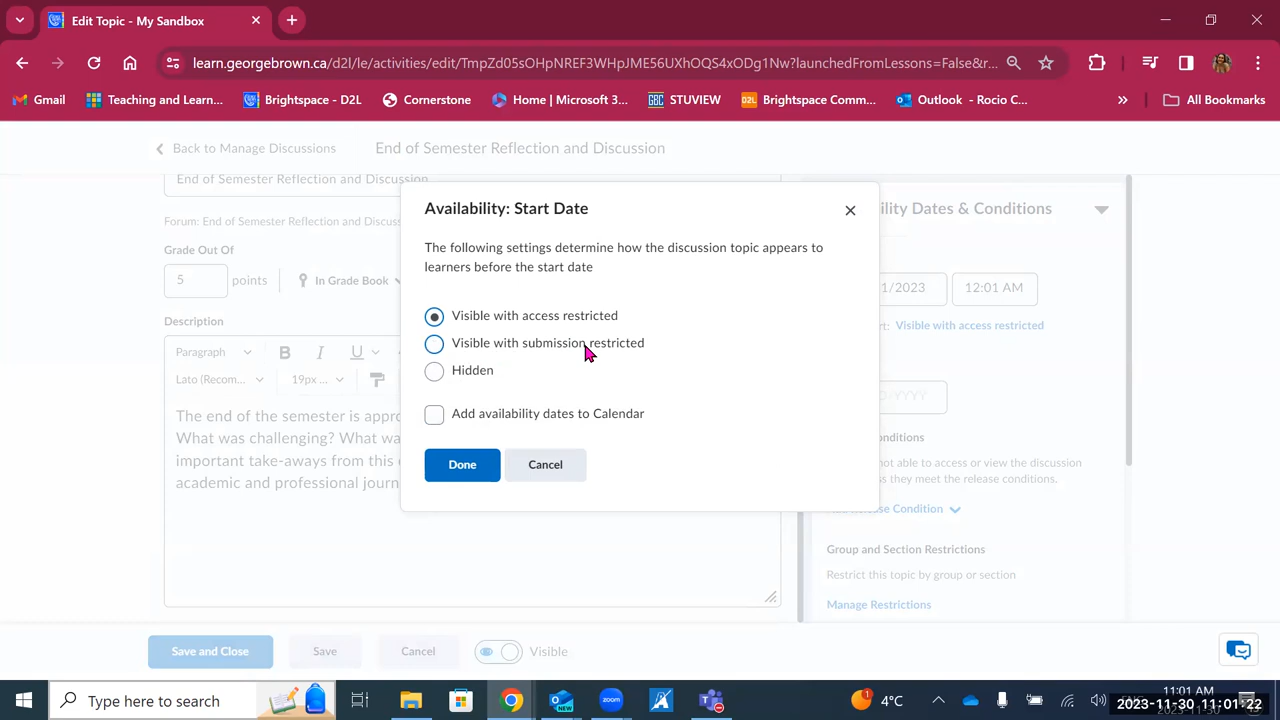 Edit Topic - My Sandbox
learn.georgebrown.ca/d2l/le/activities/edit/TmpZd05sOHpNREF3WHpJME56UXhOQS4xODg1Nw?launchedFromLessons=False&r...
Gmail
Teaching and Learn...
Brightspace - D2L
Cornerstone
Home | Microsoft 3...
GBC STUVIEW
D2L Brightspace Comm...
Outlook - Rocio C...
All Bookmarks
Back to Manage Discussions
End of Semester Reflection and Discussion
End of Semester Reflection and Discussion
Forum: End of Semester Reflection and Discuss
Grade Out Of
5 points
In Grade Book
Description
Paragraph
B I U
Lato (Recom...
19px ...
The end of the semester is appro
What was challenging? What wa
important take-aways from this
academic and professional journ
Availability: Start Date
The following settings determine how the discussion topic appears to
learners before the start date
Visible with access restricted
Visible with submission restricted
Hidden
Add availability dates to Calendar
Done
Cancel
ility Dates & Conditions
1/2023
12:01 AM
rt: Visible with access restricted
-YYYY
onditions
not able to access or view the discussion
s they meet the release conditions.
ease Condition
Group and Section Restrictions
Restrict this topic by group or section
Manage Restrictions
Save and Close
Save
Cancel
Visible
Type here to search
1
4°C
ENG
11:01 AM
2023-11-30 11:01:22